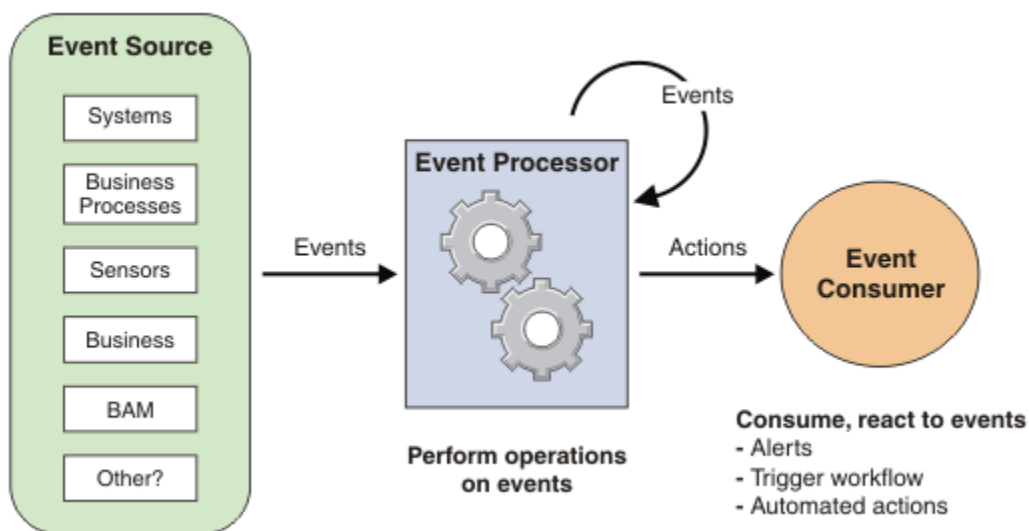 Event Source
Systems
Business
Processes
Sensors
Business
BAM
Other?
Events
Event Processor
Events
Perform operations
on events
Actions
Event
Consumer
Consume, react to events
- Alerts
- Trigger workflow
- Automated actions